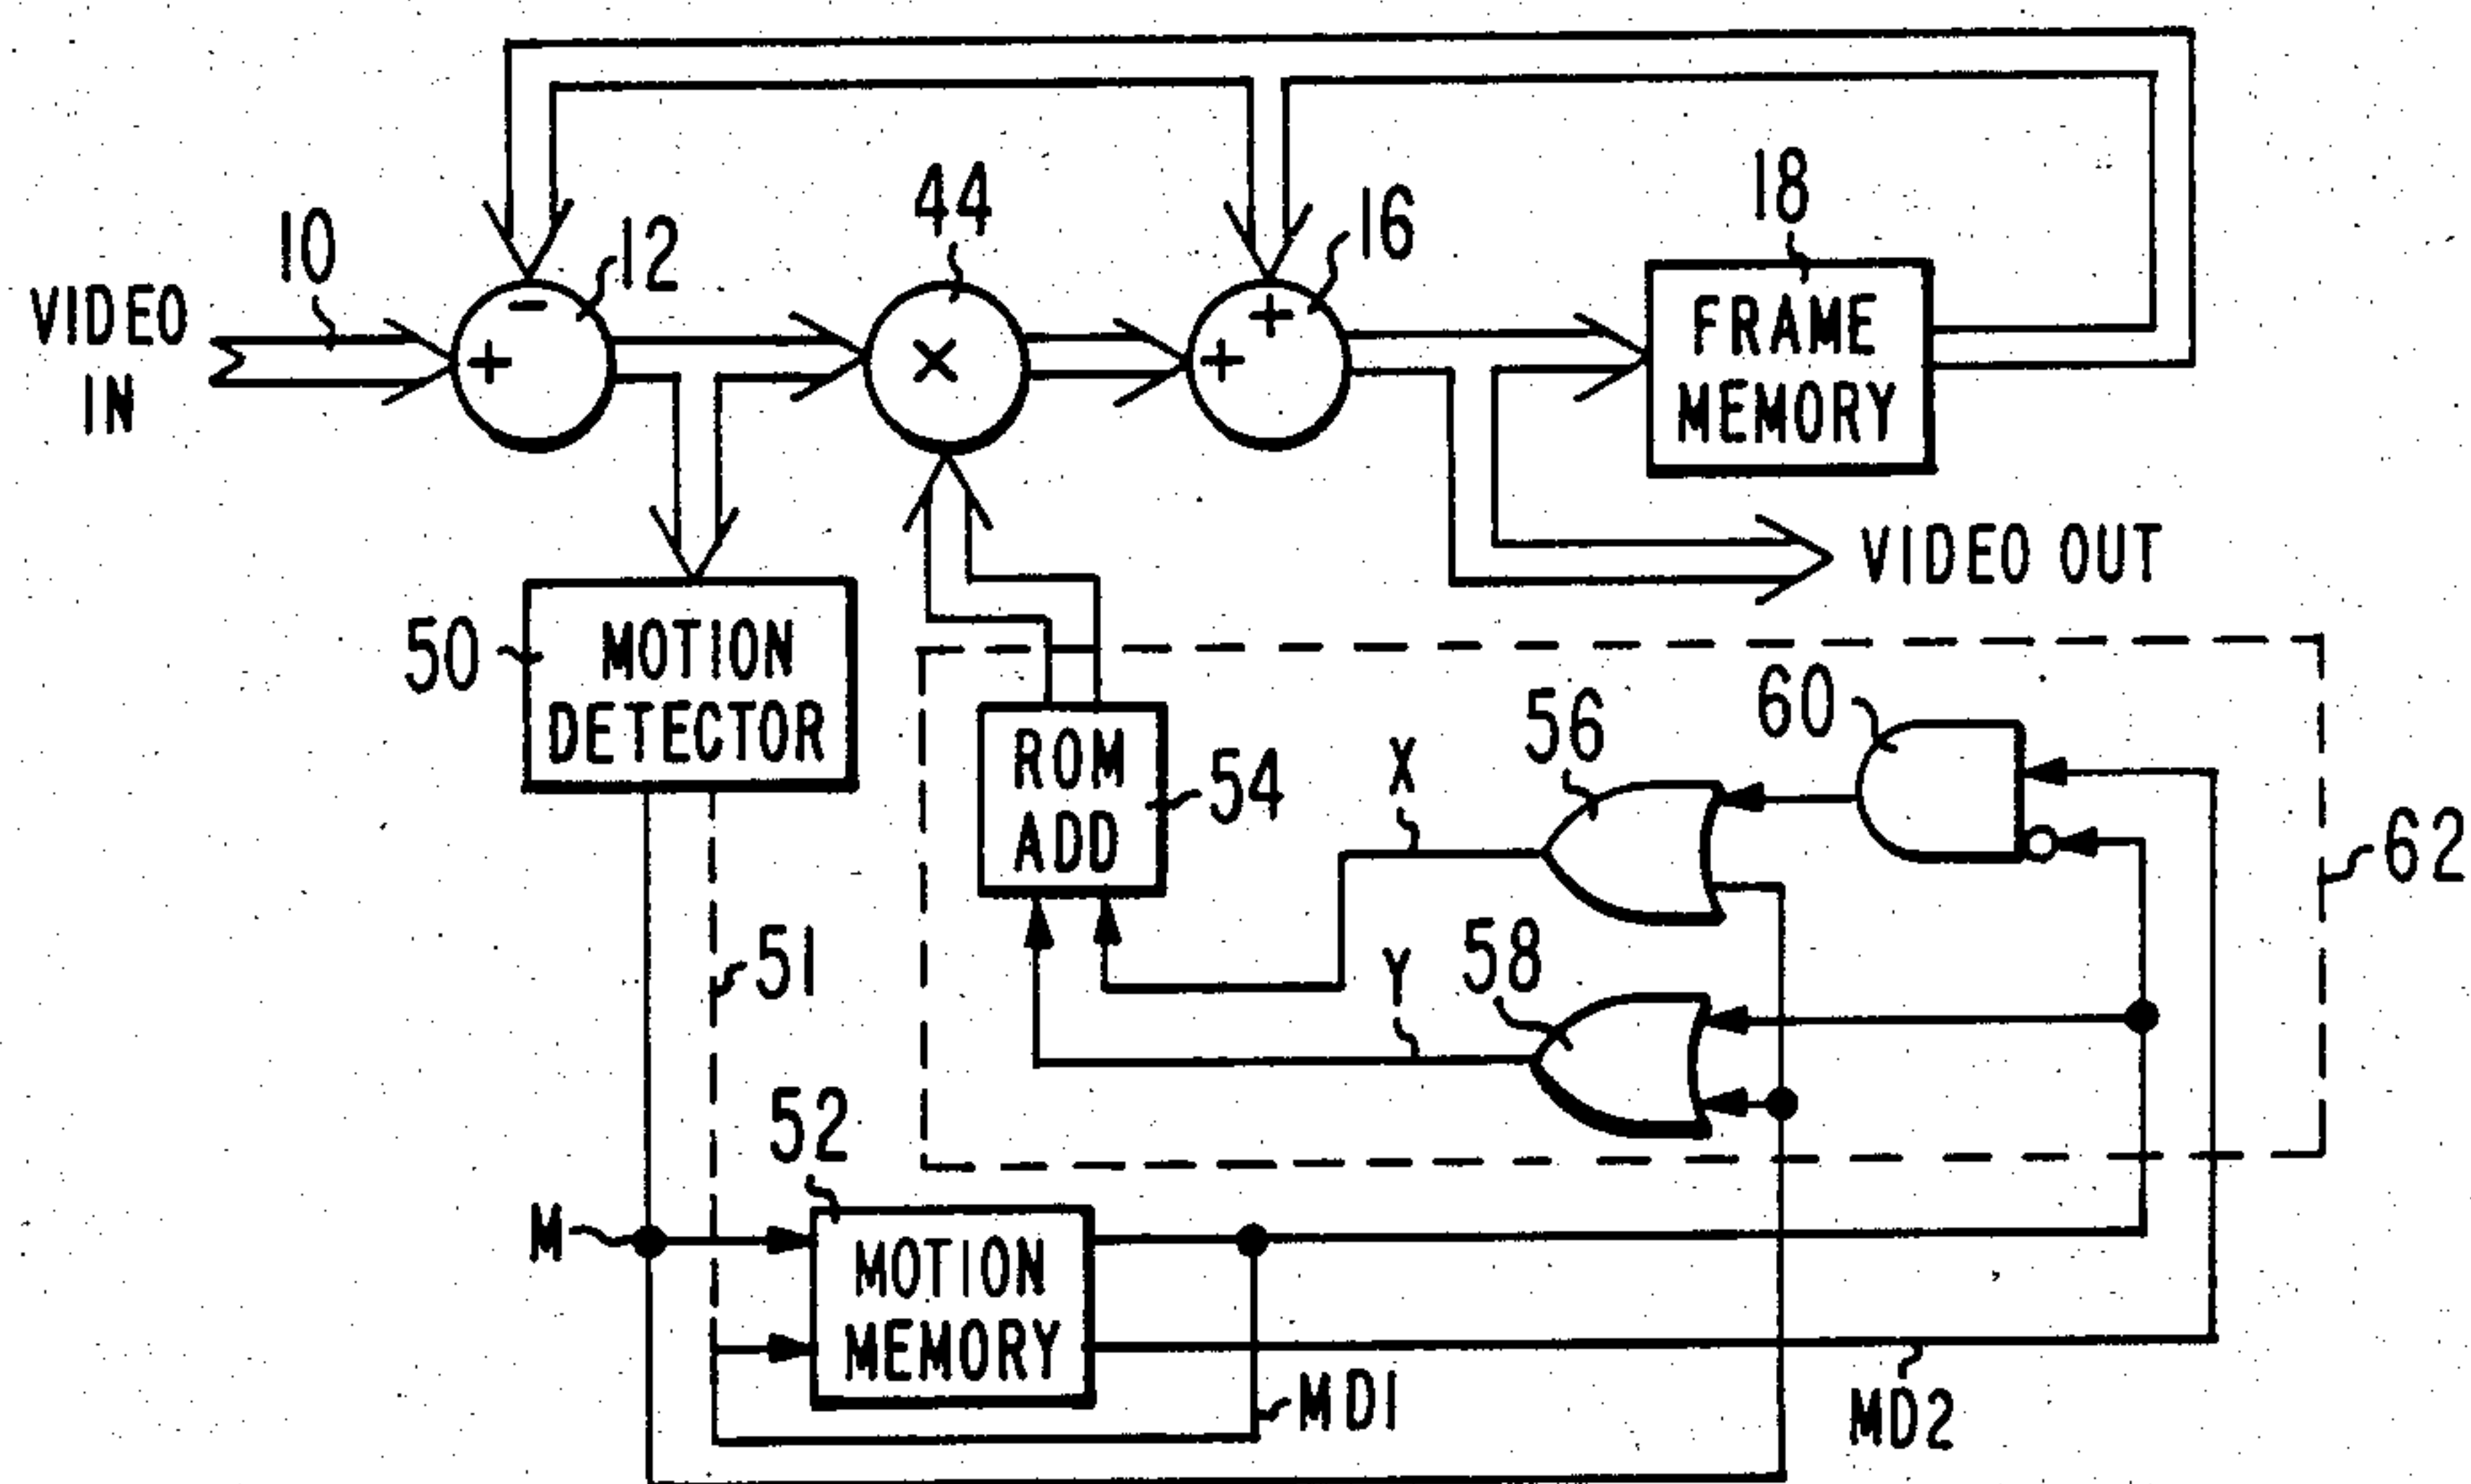 10
12
44
16
18
VIDEO
IN
-
+
×
+
+
FRAME
MEMORY
VIDEO OUT
50
MOTION
DETECTOR
ROM
ADD
54
X
56
60
62
51
Y
58
52
M
MOTION
MEMORY
MD1
MD2